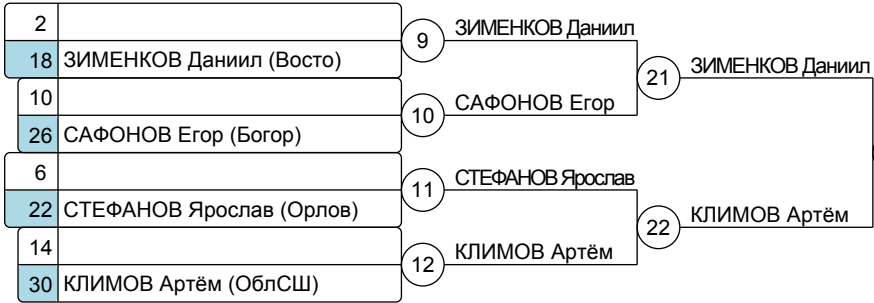 2
18 ЗИМЕНКОВ Даниил (Восто)
10
26 САФОНОВ Егор (Богор)
6
22 СТЕФАНОВ Ярослав (Орлов)
14
30 КЛИМОВ Артём (ОблСШ)
9 ЗИМЕНКОВ Даниил
10 САФОНОВ Егор
11 СТЕФАНОВ Ярослав
12 КЛИМОВ Артём
21 ЗИМЕНКОВ Даниил
22 КЛИМОВ Артём